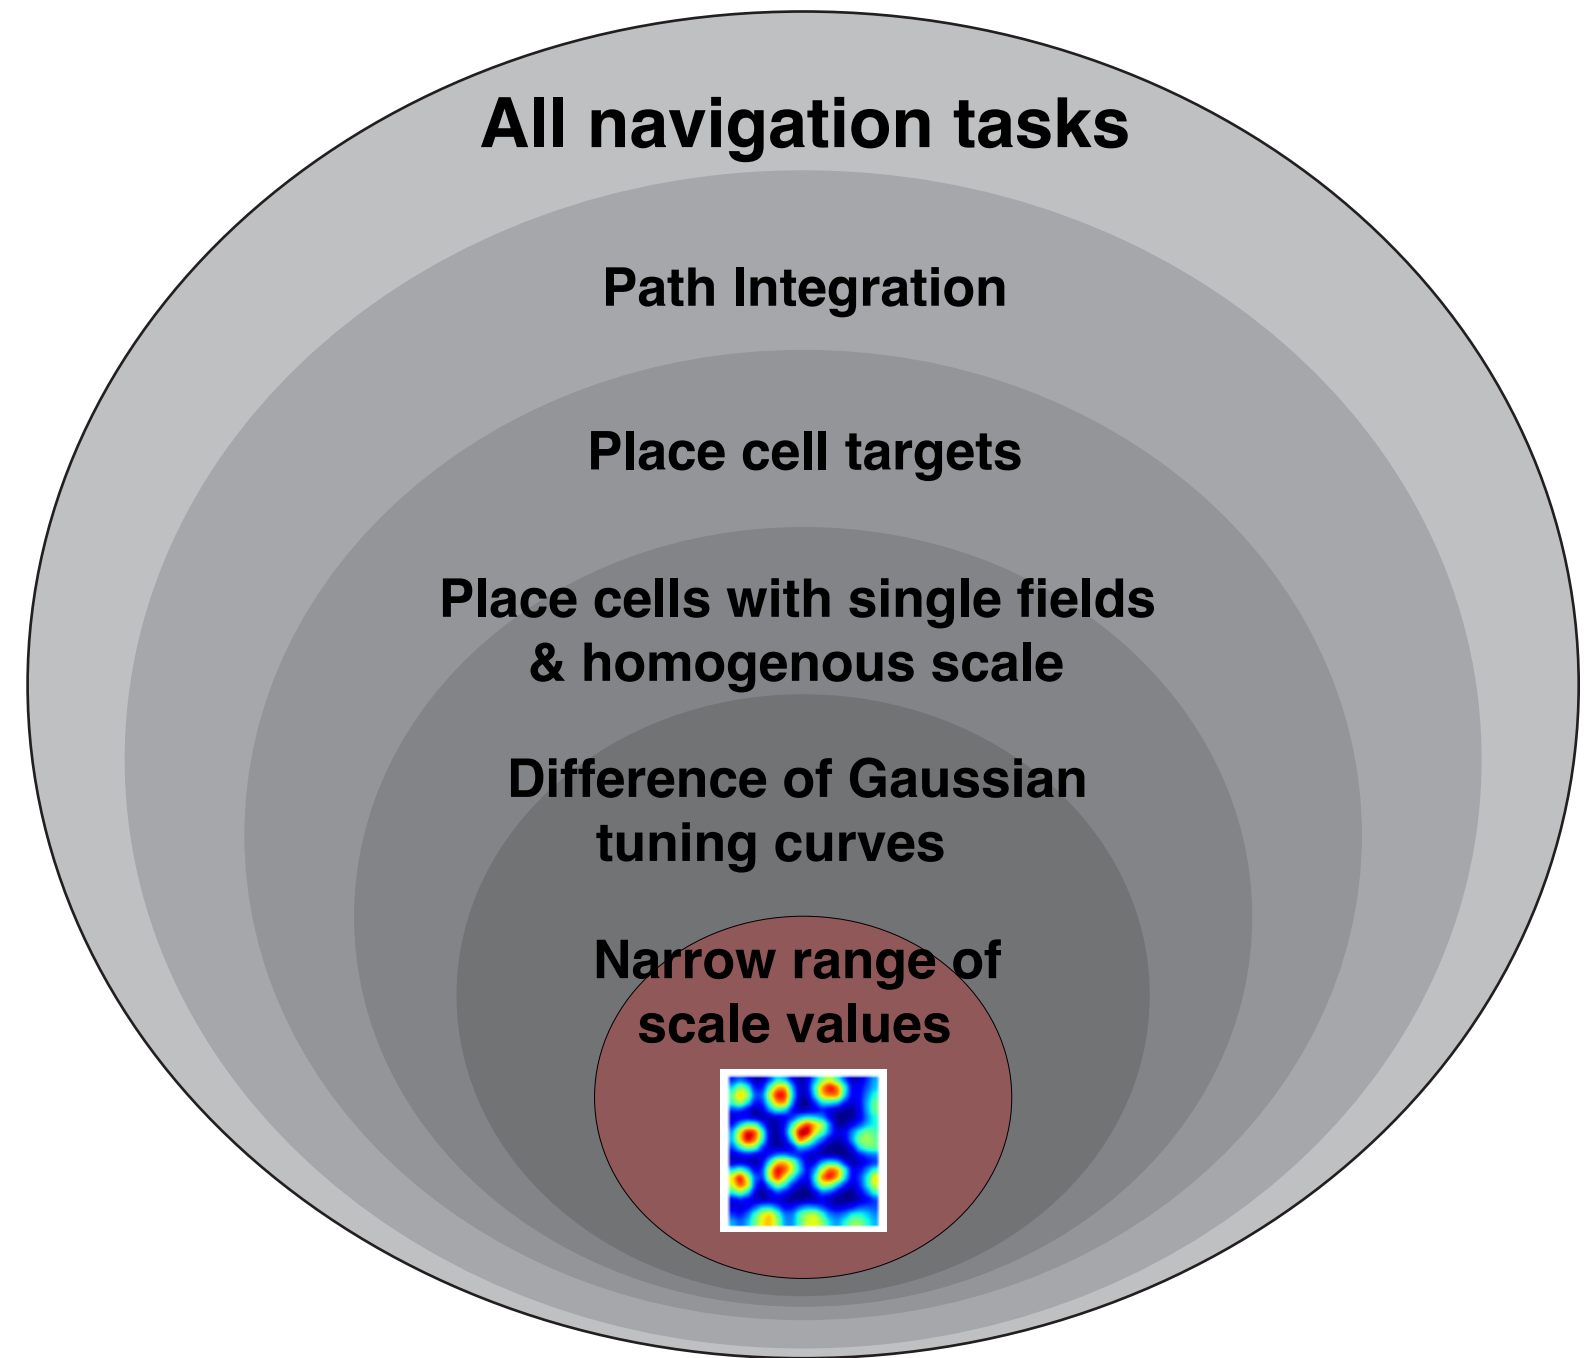 All navigation tasks
Path Integration
Place cell targets
Place cells with single fields
& homogenous scale
Difference of Gaussian
tuning curves
Narrow range of
scale values